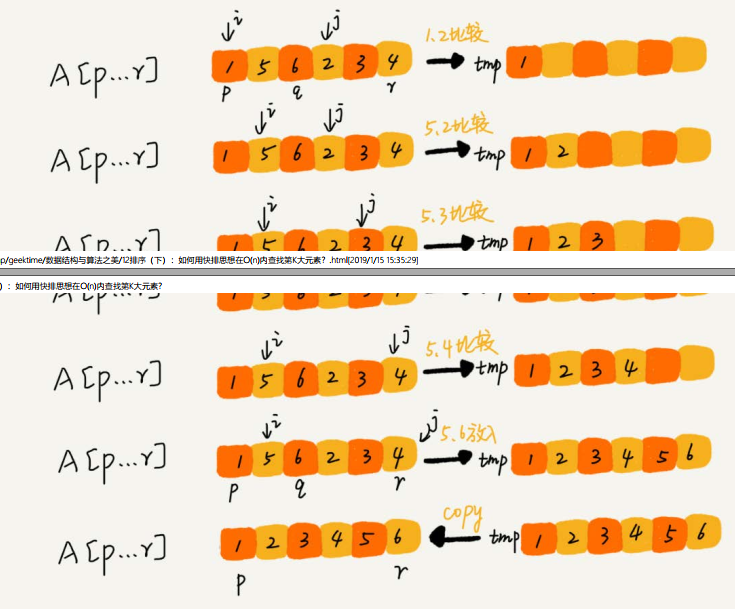 i j 1.2比较
A[p...r] 1 5 6 2 3 4 tmp 1
p q r
i j 5.2比较
A[p...r] 1 5 6 2 3 4 tmp 1 2
i j 5.3比较
A[p...r] 1 5 6 2 3 4 tmp 1 2 3
p/geektime/数据结构与算法之美/12排序（下）：如何用快排思想在O(n)内查找第K大元素？.html[2019/1/15 15:35:29]
）：如何用快排思想在O(n)内查找第K大元素？
i j 5.4比较
A[p...r] 1 5 6 2 3 4 tmp 1 2 3 4
i j 5.6放入
A[p...r] 1 5 6 2 3 4 tmp 1 2 3 4 5 6
p q r
copy
A[p...r] 1 2 3 4 5 6 tmp 1 2 3 4 5 6
p r